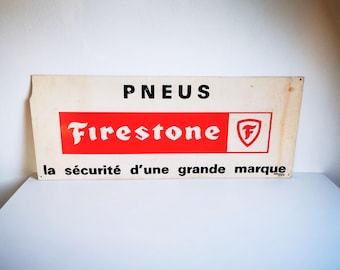 PNEUS
Firestone F
la sécurité d'une grande marque